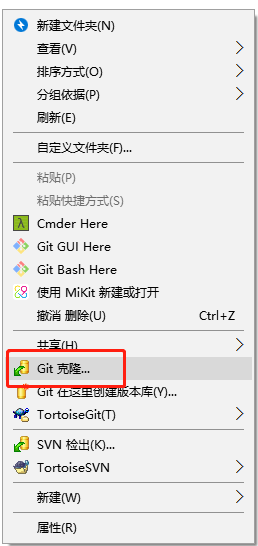 新建文件夹(N)
查看(V)
排序方式(O)
分组依据(P)
刷新(E)
自定义文件夹(F)...
粘贴(P)
粘贴快捷方式(S)
Cmder Here
Git GUI Here
Git Bash Here
使用 MiKit 新建或打开
撤消 删除(U) Ctrl+Z
共享(H)
Git 克隆...
Git 在这里创建版本库(Y)...
TortoiseGit(T)
SVN 检出(K)...
TortoiseSVN
新建(W)
属性(R)